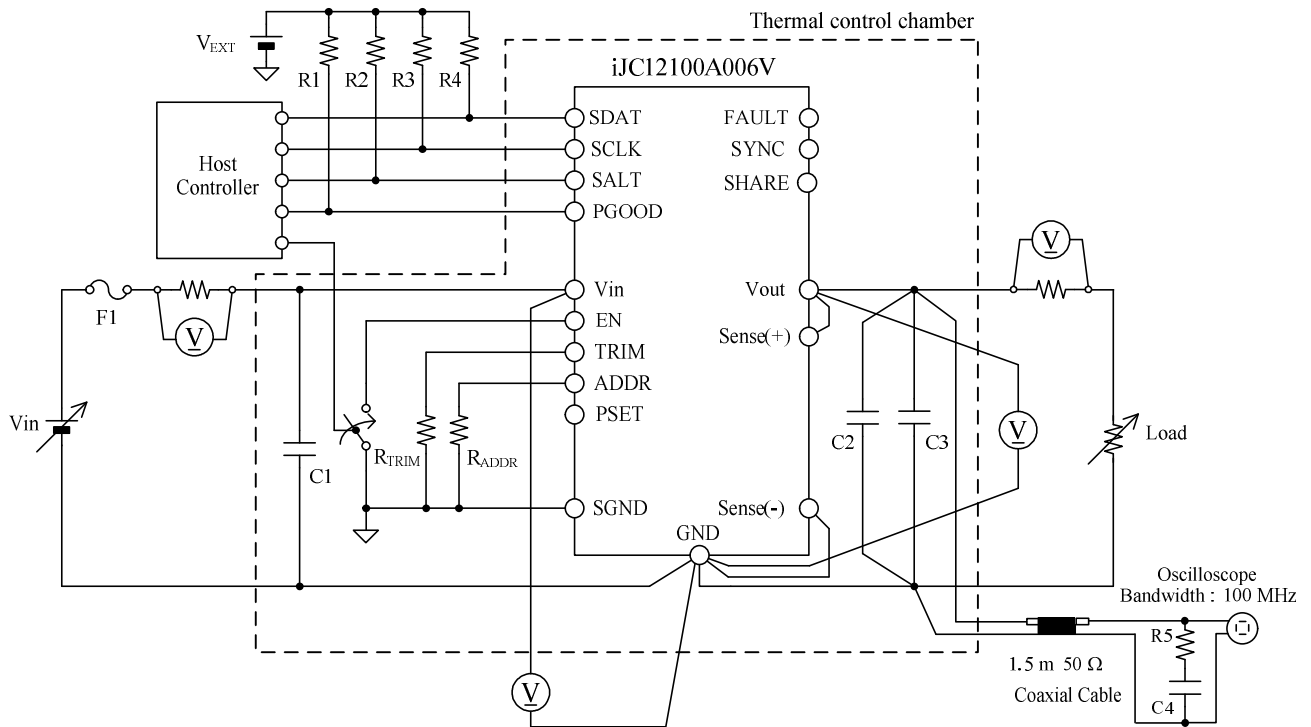 Thermal control chamber
VEXT
R1
R2
R3
R4
iJC12100A006V
Host
Controller
SDAT
SCLK
SALT
PGOOD
FAULT
SYNC
SHARE
F1
V
Vin
EN
TRIM
ADDR
PSET
SGND
Vout
Sense(+)
Sense(-)
GND
V
Vin
C1
RTRIM
RADDR
C2
C3
V
Load
V
Oscilloscope
Bandwidth : 100 MHz
R5
C4
1.5 m 50 Ω
Coaxial Cable